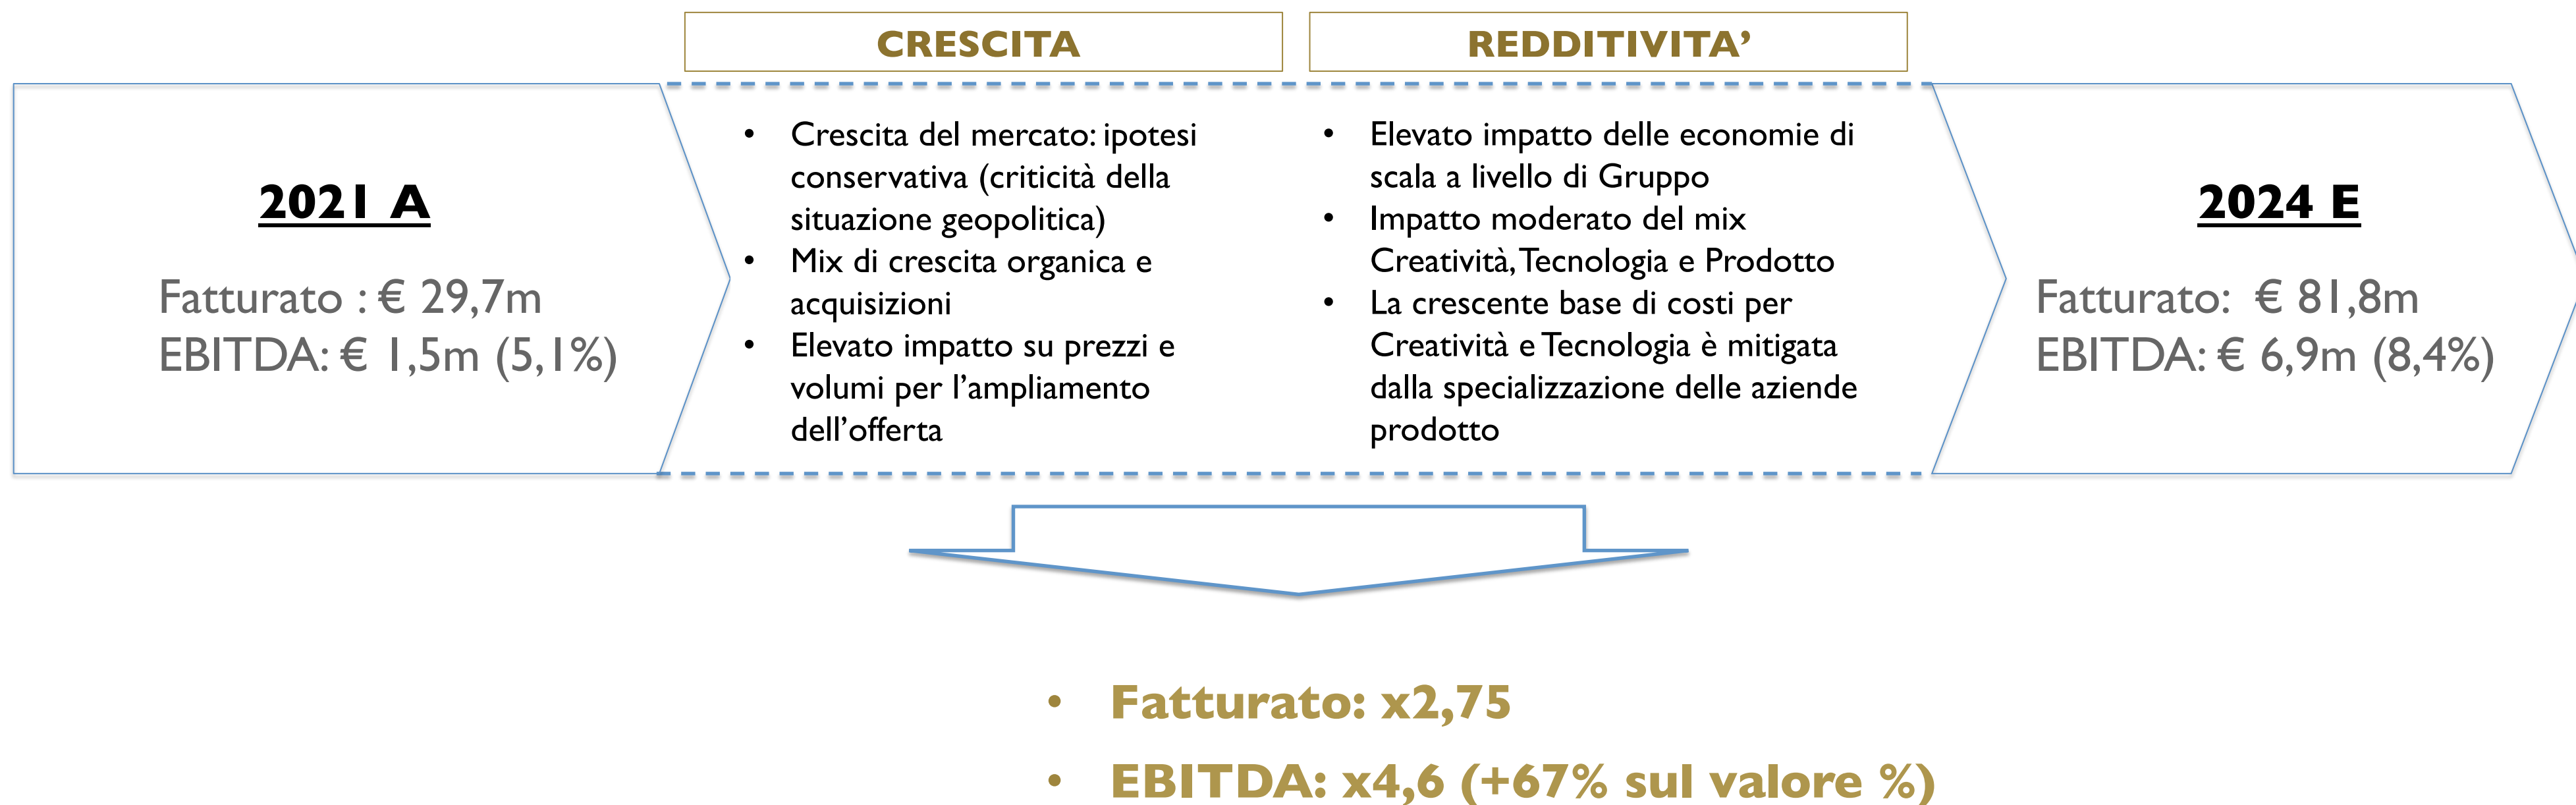 CRESCITA
REDDITIVITA’
2021 A
Fatturato : € 29,7m
EBITDA: € 1,5m (5,1%)
• Crescita del mercato: ipotesi
conservativa (criticità della
situazione geopolitica)
• Mix di crescita organica e
acquisizioni
• Elevato impatto su prezzi e
volumi per l’ampliamento
dell’offerta
• Elevato impatto delle economie di
scala a livello di Gruppo
• Impatto moderato del mix
Creatività, Tecnologia e Prodotto
• La crescente base di costi per
Creatività e Tecnologia è mitigata
dalla specializzazione delle aziende
prodotto
2024 E
Fatturato: € 81,8m
EBITDA: € 6,9m (8,4%)
• Fatturato: x2,75
• EBITDA: x4,6 (+67% sul valore %)